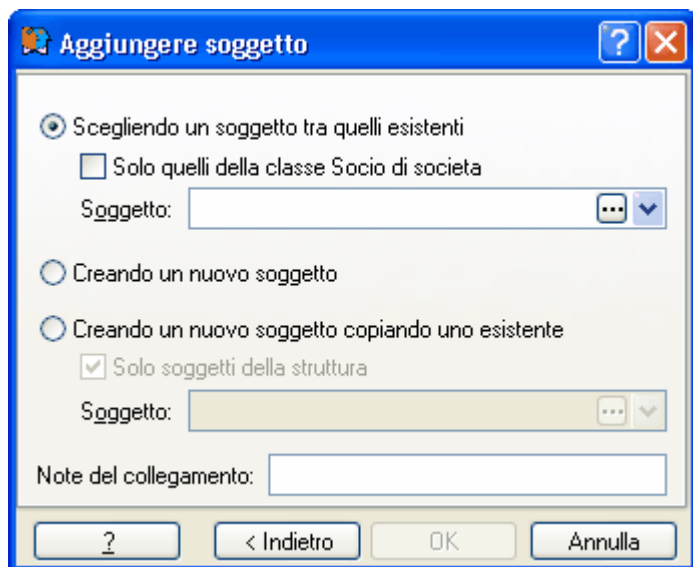 Aggiungere soggetto
?
Scegliendo un soggetto tra quelli esistenti
Solo quelli della classe Socio di societa
Soggetto:
...
Creando un nuovo soggetto
Creando un nuovo soggetto copiando uno esistente
Solo soggetti della struttura
Soggetto:
...
Note del collegamento:
? < Indietro OK Annulla